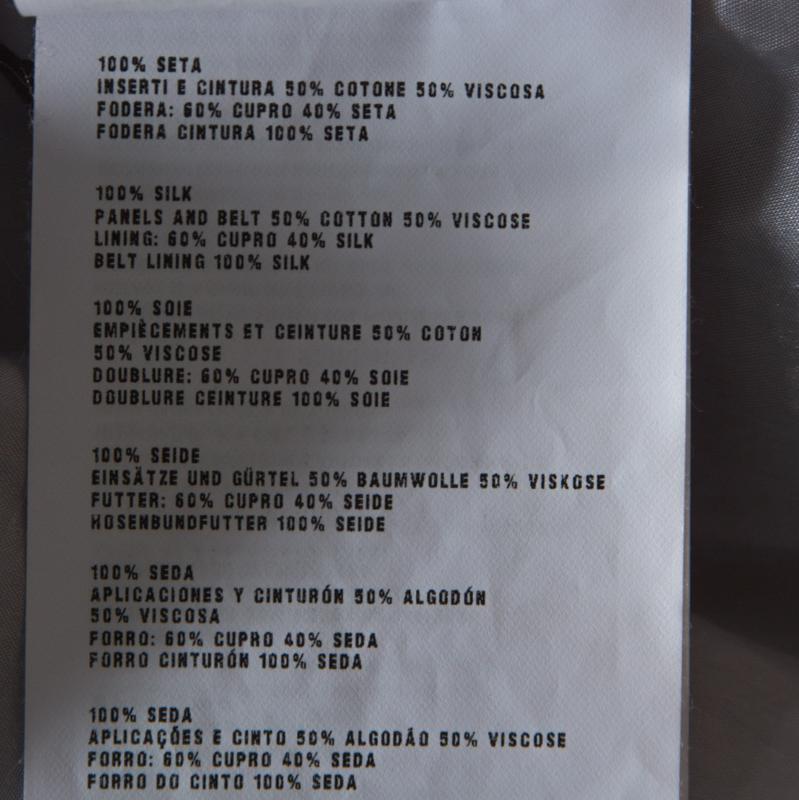 100% SETA
INSERTI E CINTURA 50% COTONE 50% VISCOSA
FODERA: 60% CUPRO 40% SETA
FODERA CINTURA 100% SETA
100% SILK
PANELS AND BELT 50% COTTON 50% VISCOSE
LINING: 60% CUPRO 40% SILK
BELT LINING 100% SILK
100% SOIE
EMPIÈCEMENTS ET CEINTURE 50% COTON
50% VISCOSE
DOUBLURE: 60% CUPRO 40% SOIE
DOUBLURE CEINTURE 100% SOIE
100% SEIDE
EINSÄTZE UND GÜRTEL 50% BAUMWOLLE 50% VISKOSE
FUTTER: 60% CUPRO 40% SEIDE
HOSENBUNDFUTTER 100% SEIDE
100% SEDA
APLICACIONES Y CINTURÓN 50% ALGODÓN
50% VISCOSA
FORRO: 60% CUPRO 40% SEDA
FORRO CINTURÓN 100% SEDA
100% SEDA
APLICAÇÕES E CINTO 50% ALGODÃO 50% VISCOSE
FORRO: 60% CUPRO 40% SEDA
FORRO DO CINTO 100% SEDA